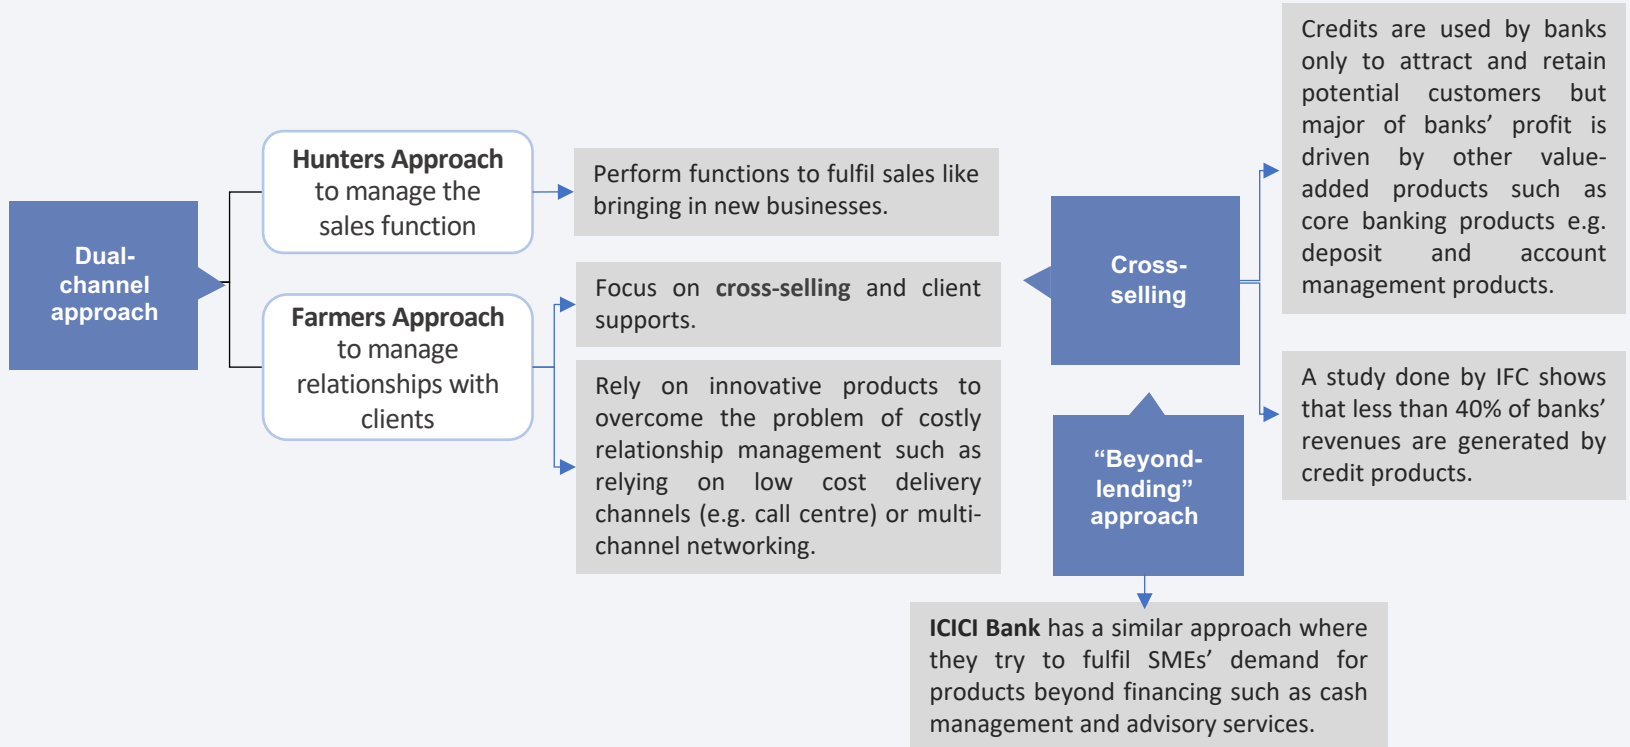 Dual-
channel
approach
Hunters Approach
to manage the
sales function
Farmers Approach
to manage
relationships with
clients
Perform functions to fulfil sales like
bringing in new businesses.
Focus on cross-selling and client
supports.
Rely on innovative products to
overcome the problem of costly
relationship management such as
relying on low cost delivery
channels (e.g. call centre) or multi-
channel networking.
Cross-
selling
Credits are used by banks
only to attract and retain
potential customers but
major of banks’ profit is
driven by other value-
added products such as
core banking products e.g.
deposit and account
management products.
A study done by IFC shows
that less than 40% of banks’
revenues are generated by
credit products.
“Beyond-
lending”
approach
ICICI Bank has a similar approach where
they try to fulfil SMEs’ demand for
products beyond financing such as cash
management and advisory services.